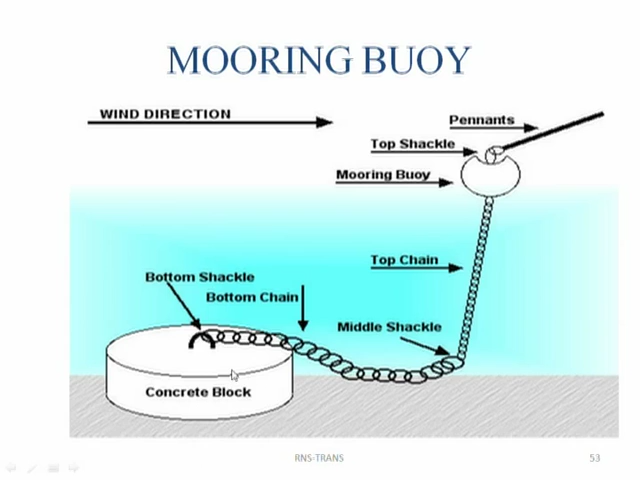 MOORING BUOY
WIND DIRECTION
Pennants
Top Shackle
Mooring Buoy
Top Chain
Bottom Shackle
Bottom Chain
Middle Shackle
Concrete Block
RNS-TRANS
53